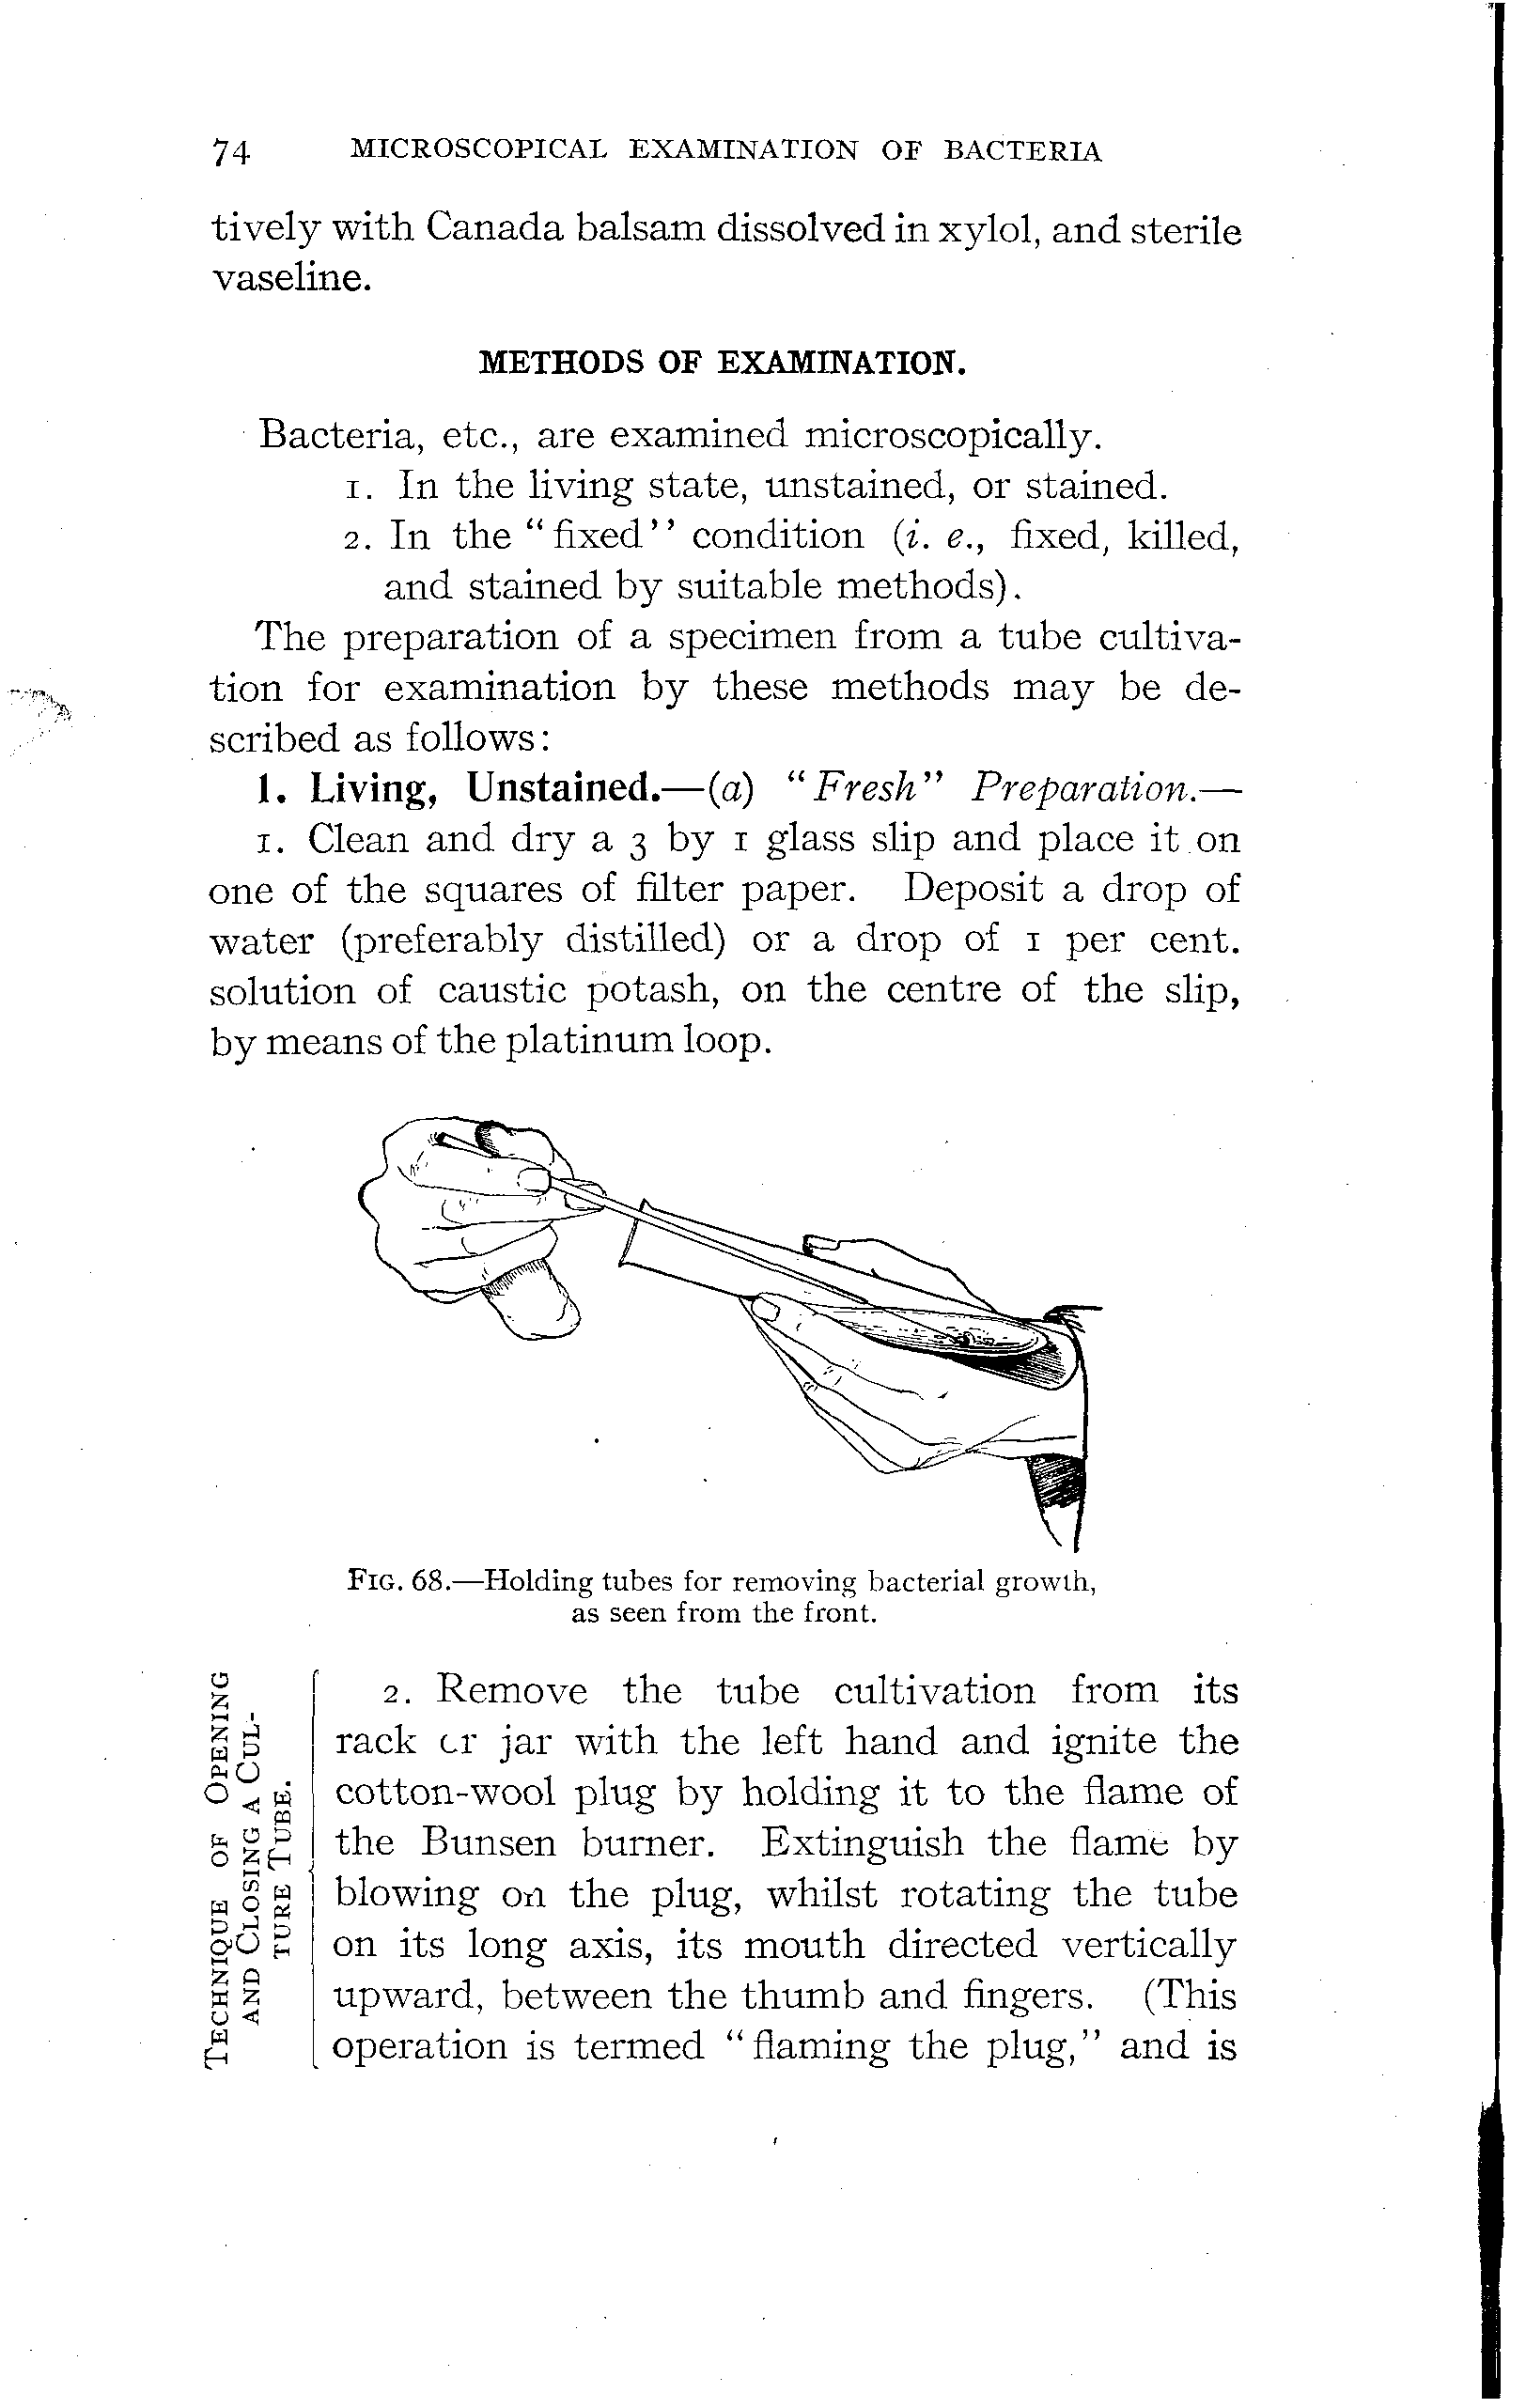 74 MICROSCOPICAL EXAMINATION OF BACTERIA
tively with Canada balsam dissolved in xylol, and sterile
vaseline.
METHODS OF EXAMINATION.
Bacteria, etc., are examined microscopically.
1. In the living state, unstained, or stained.
2. In the "fixed" condition (i. e., fixed, killed,
and stained by suitable methods).
The preparation of a specimen from a tube cultiva-
tion for examination by these methods may be de-
scribed as follows:
1. Living, Unstained.—(a) "Fresh" Preparation.—
1. Clean and dry a 3 by 1 glass slip and place it on
one of the squares of filter paper. Deposit a drop of
water (preferably distilled) or a drop of 1 per cent.
solution of caustic potash, on the centre of the slip,
by means of the platinum loop.
FIG. 68.—Holding tubes for removing bacterial growth,
as seen from the front.
TECHNIQUE OF OPENING
AND CLOSING A CUL-
TURE TUBE.
2. Remove the tube cultivation from its
rack or jar with the left hand and ignite the
cotton-wool plug by holding it to the flame of
the Bunsen burner. Extinguish the flame by
blowing on the plug, whilst rotating the tube
on its long axis, its mouth directed vertically
upward, between the thumb and fingers. (This
operation is termed "flaming the plug," and is